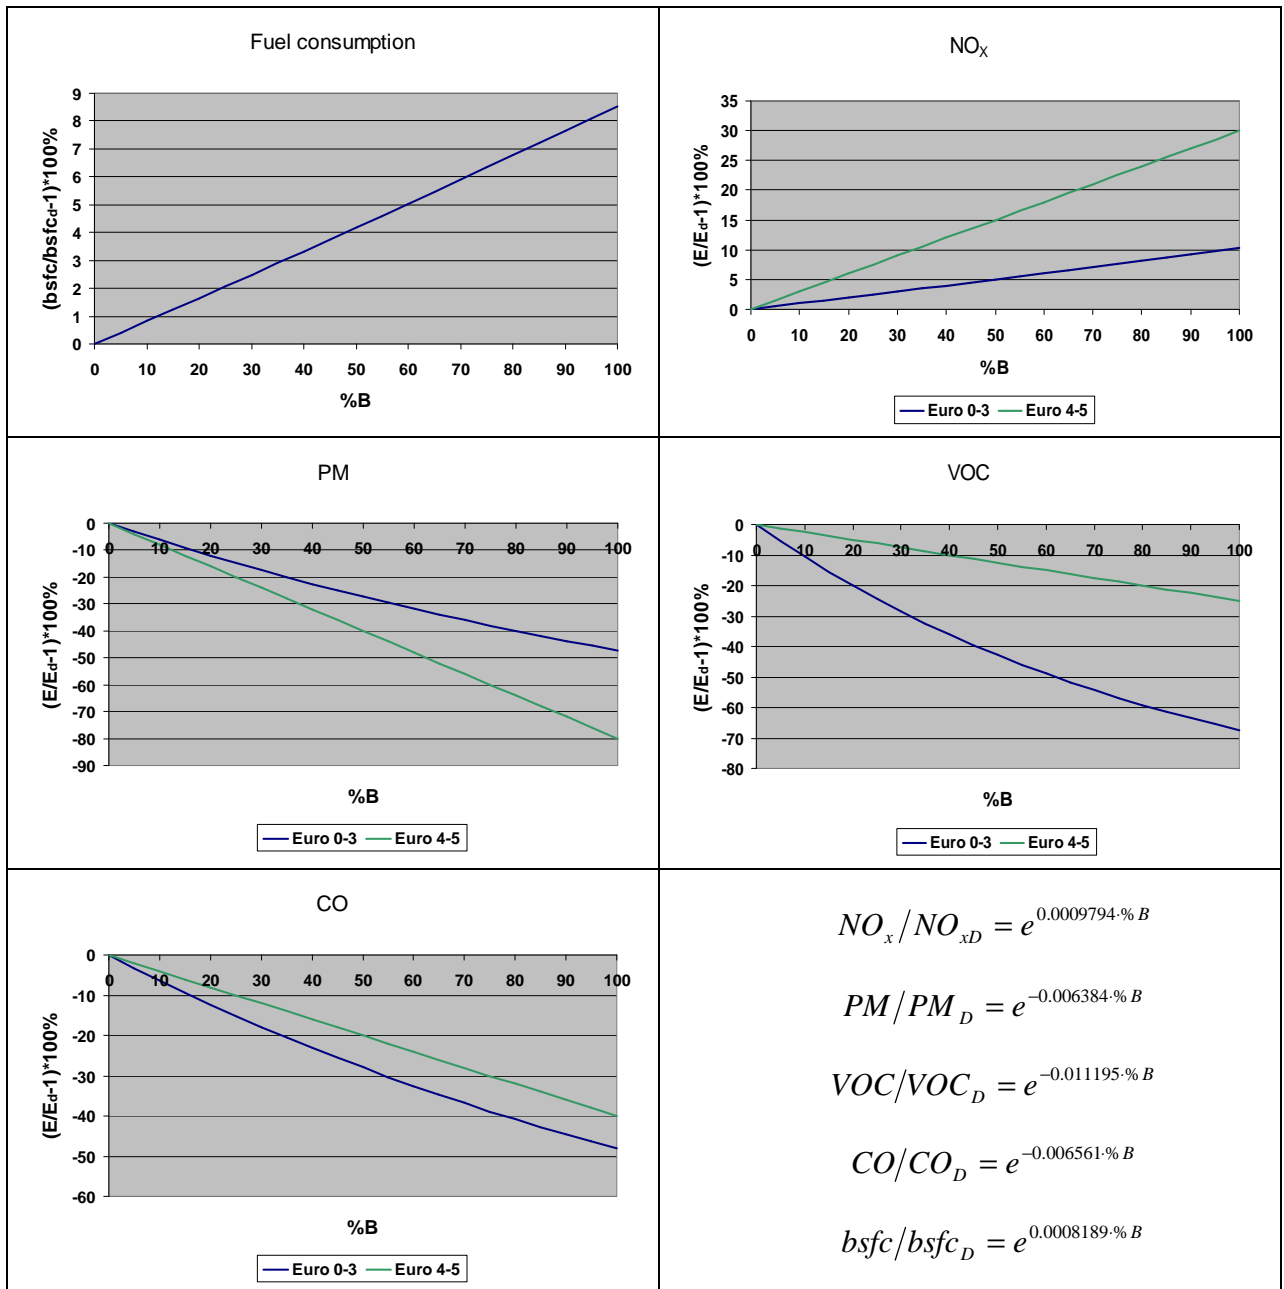 Fuel consumption
(bsfc/bsfcd-1)*100%
9
8
7
6
5
4
3
2
1
0
0 10 20 30 40 50 60 70 80 90 100
%B
NOX
(E/Ed-1)*100%
35
30
25
20
15
10
5
0
0 10 20 30 40 50 60 70 80 90 100
%B
Euro 0-3 Euro 4-5
PM
(E/Ed-1)*100%
0
-10
-20
-30
-40
-50
-60
-70
-80
-90
0 10 20 30 40 50 60 70 80 90 100
%B
Euro 0-3 Euro 4-5
VOC
(E/Ed-1)*100%
0
-10
-20
-30
-40
-50
-60
-70
-80
0 10 20 30 40 50 60 70 80 90 100
%B
Euro 0-3 Euro 4-5
CO
(E/Ed-1)*100%
0
-10
-20
-30
-40
-50
-60
0 10 20 30 40 50 60 70 80 90 100
%B
Euro 0-3 Euro 4-5
NOx/NOxD = e^0.0009794·%B
PM/PMD = e^−0.006384·%B
VOC/VOCD = e^−0.011195·%B
CO/COD = e^−0.006561·%B
bsfc/bsfcD = e^0.0008189·%B